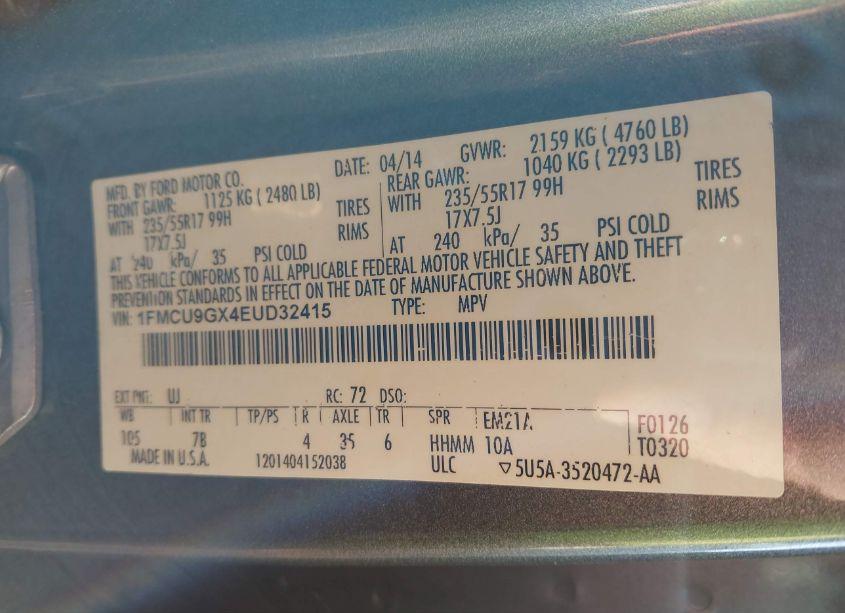 MFD. BY FORD MOTOR CO. DATE: 04/14 GVWR: 2159 KG ( 4760 LB)
FRONT GAWR: 1125 KG ( 2480 LB) REAR GAWR: 1040 KG ( 2293 LB)
WITH 235/55R17 99H TIRES WITH 235/55R17 99H TIRES
17X7.5J RIMS 17X7.5J RIMS
AT 240 kPa/ 35 PSI COLD AT 240 kPa/ 35 PSI COLD
THIS VEHICLE CONFORMS TO ALL APPLICABLE FEDERAL MOTOR VEHICLE SAFETY AND THEFT
PREVENTION STANDARDS IN EFFECT ON THE DATE OF MANUFACTURE SHOWN ABOVE.
VIN: 1FMCU9GX4EUD32415 TYPE: MPV
EXT PNT: UJ RC: 72 DSO:
WB INT TR TP/PS R AXLE TR SPR EM21A F0126
105 7B 4 35 6 HHMM 10A T0320
MADE IN U.S.A. 1201404152038 ULC ▽5U5A-3520472-AA